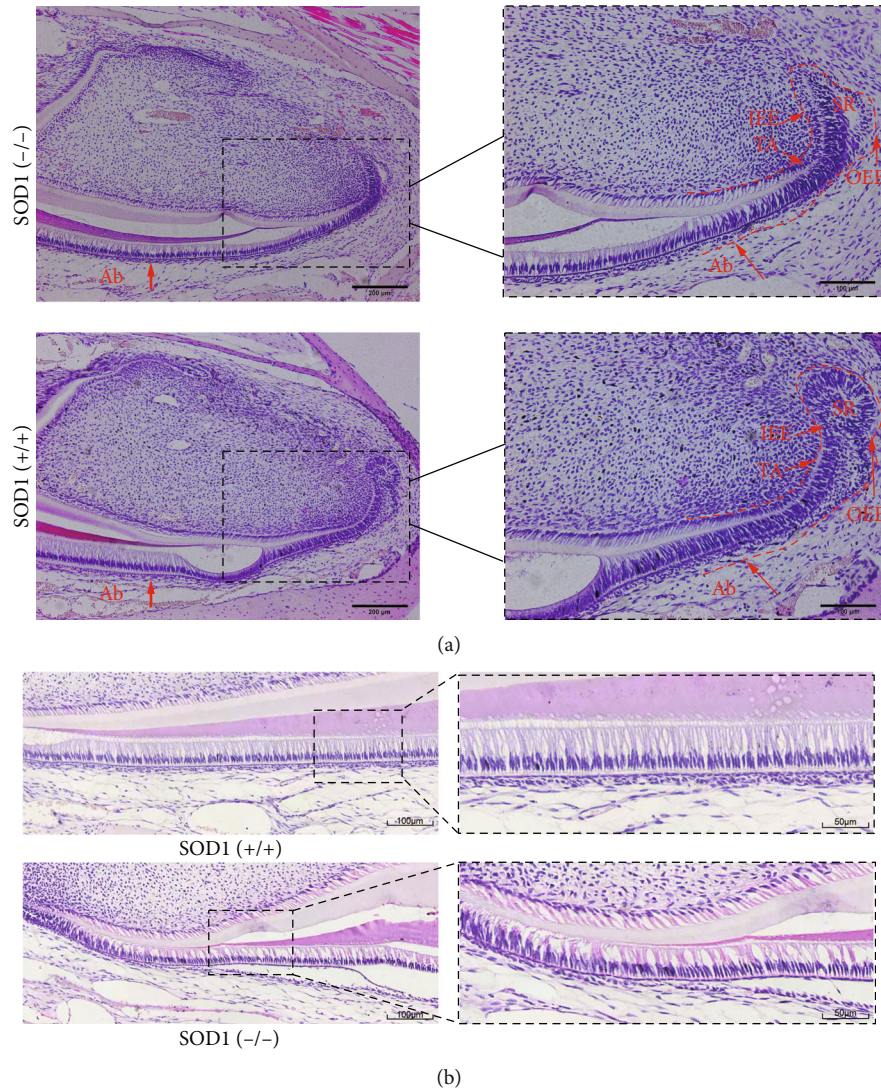 SOD1 (–/–)
Ab
200 μm
IEE
TA
SR
OEE
Ab
100 μm
SOD1 (+/+)
Ab
200 μm
IEE
TA
SR
OEE
Ab
100 μm
(a)
100μm
50μm
SOD1 (+/+)
100μm
50μm
SOD1 (–/–)
(b)